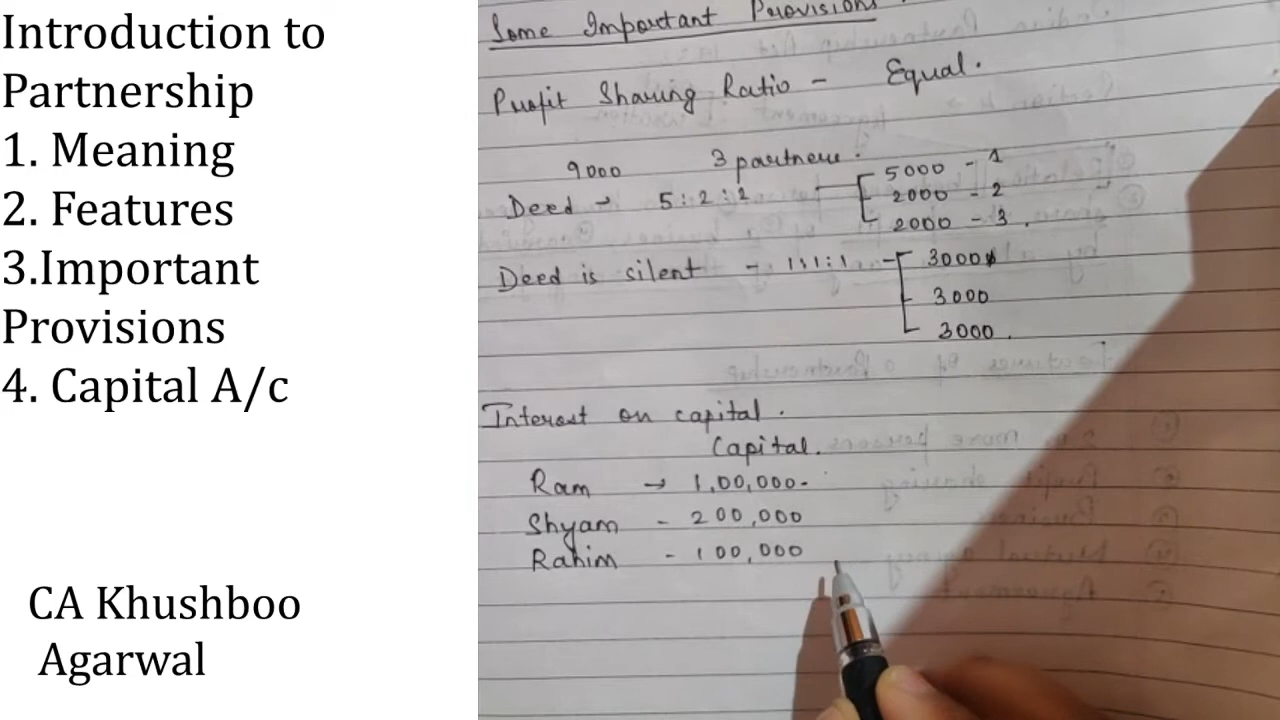 Introduction to
Partnership
1. Meaning
2. Features
3.Important
Provisions
4. Capital A/c
CA Khushboo
Agarwal
Some Important Provisions
Profit Sharing Ratio - Equal.
9000 3 partners.
Deed → 5:2:2 5000 - 1
2000 - 2
2000 - 3.
Deed is silent - 1:1:1 - 3000
3000
3000.
Interest on capital.
Capital.
Ram → 1,00,000-
Shyam - 200,000
Rahim - 100,000